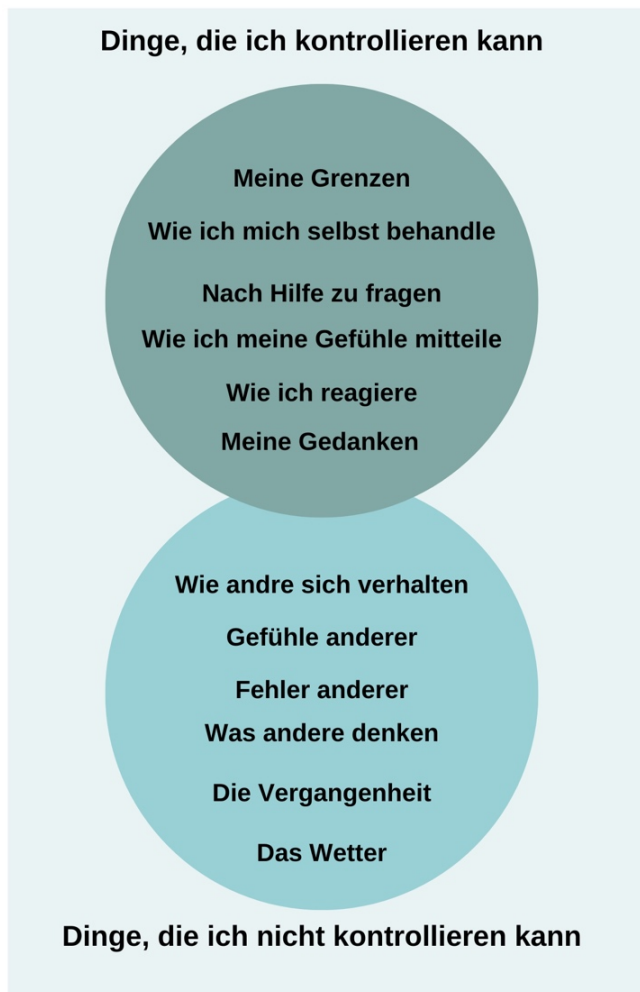 Dinge, die ich kontrollieren kann
Meine Grenzen
Wie ich mich selbst behandle
Nach Hilfe zu fragen
Wie ich meine Gefühle mitteile
Wie ich reagiere
Meine Gedanken
Wie andre sich verhalten
Gefühle anderer
Fehler anderer
Was andere denken
Die Vergangenheit
Das Wetter
Dinge, die ich nicht kontrollieren kann